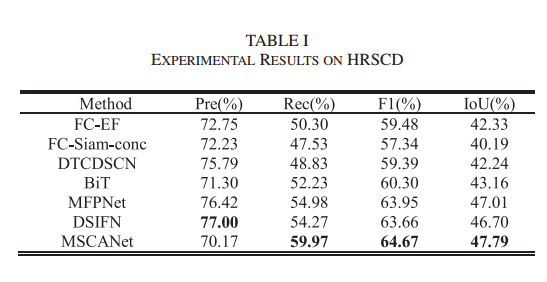 TABLE I
EXPERIMENTAL RESULTS ON HRSCD
Method Pre(%) Rec(%) F1(%) IoU(%)
FC-EF 72.75 50.30 59.48 42.33
FC-Siam-conc 72.23 47.53 57.34 40.19
DTCDSCN 75.79 48.83 59.39 42.24
BiT 71.30 52.23 60.30 43.16
MFPNet 76.42 54.98 63.95 47.01
DSIFN 77.00 54.27 63.66 46.70
MSCANet 70.17 59.97 64.67 47.79